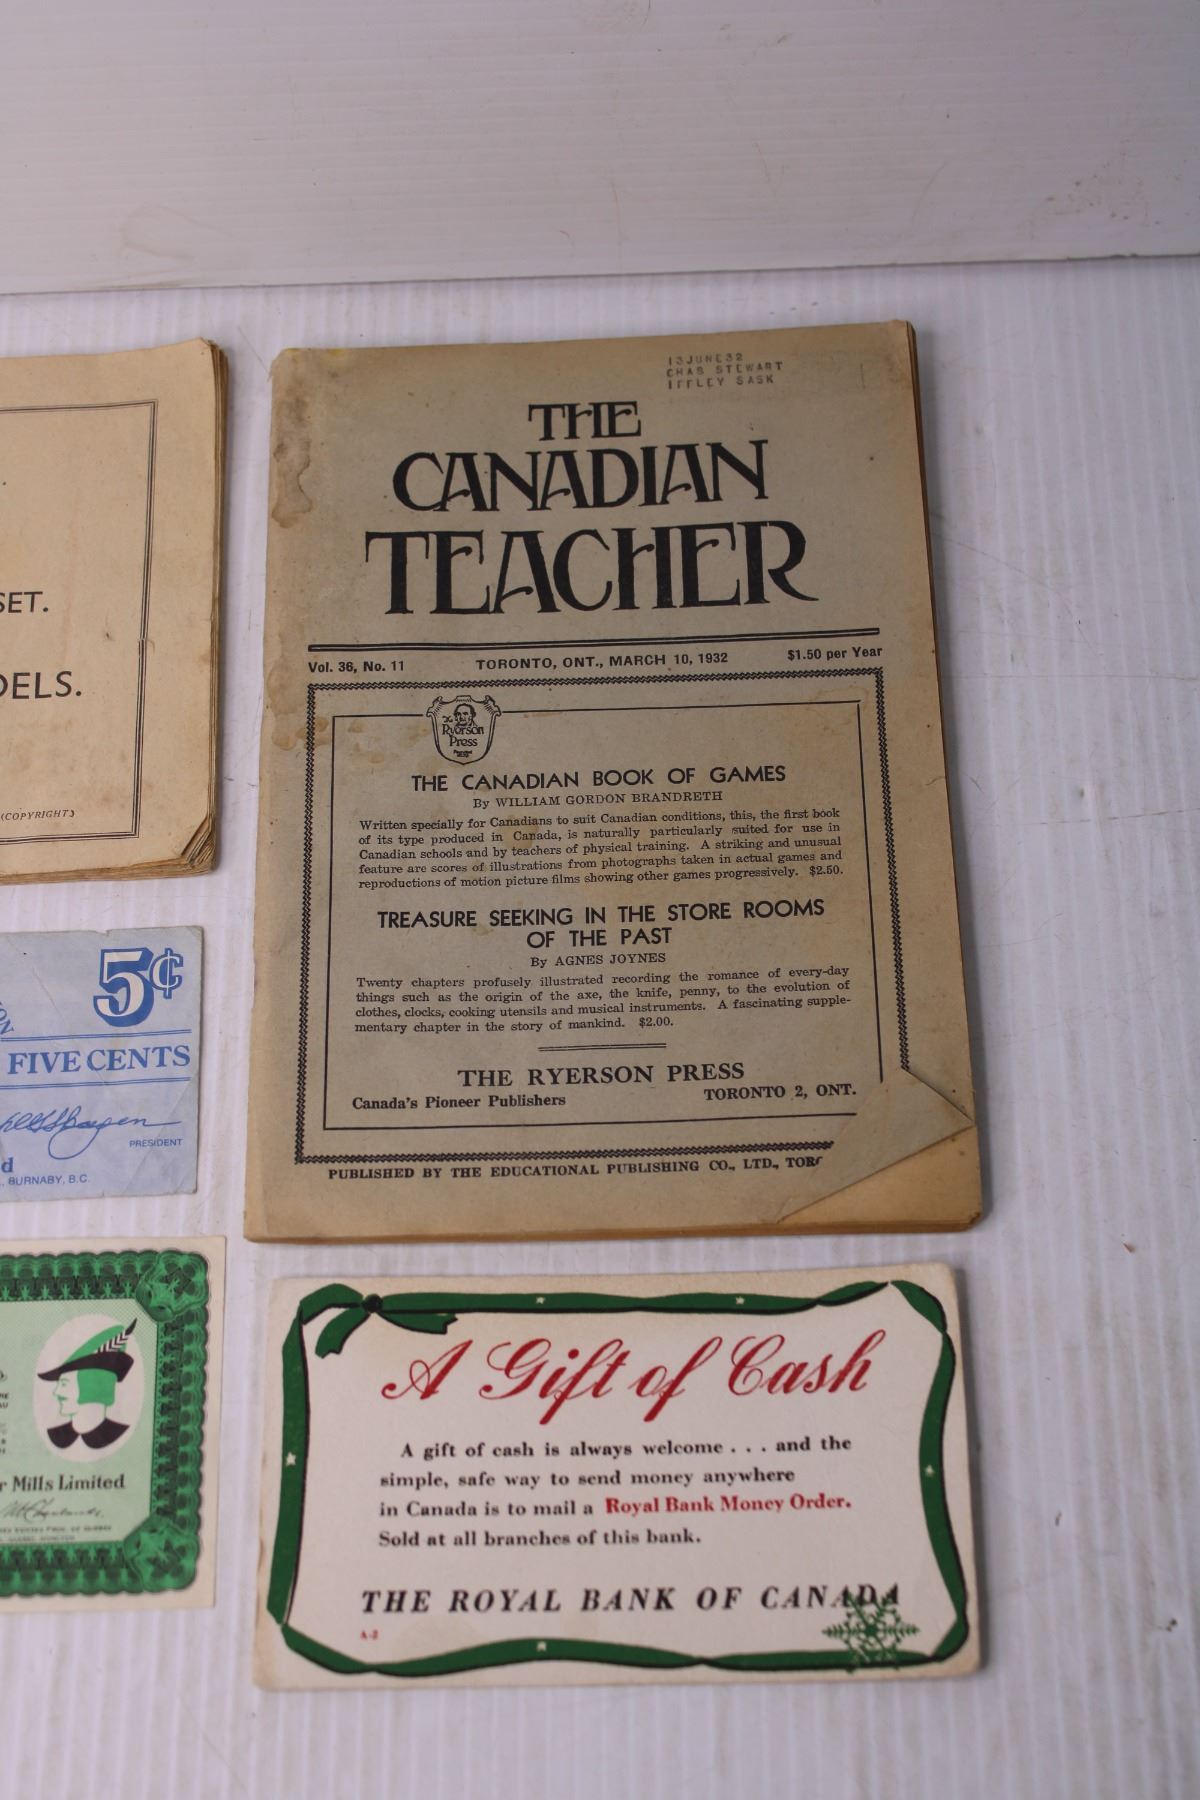 13JUNE32
CHAS STEWART
IFFLEY SASK
THE
CANADIAN
TEACHER
Vol. 36, No. 11 TORONTO, ONT., MARCH 10, 1932 $1.50 per Year
The
Ryerson
Press
THE CANADIAN BOOK OF GAMES
By WILLIAM GORDON BRANDRETH
Written specially for Canadians to suit Canadian conditions, this, the first book
of its type produced in Canada, is naturally particularly suited for use in
Canadian schools and by teachers of physical training. A striking and unusual
feature are scores of illustrations from photographs taken in actual games and
reproductions of motion picture films showing other games progressively. $2.50.
TREASURE SEEKING IN THE STORE ROOMS
OF THE PAST
By AGNES JOYNES
Twenty chapters profusely illustrated recording the romance of every-day
things such as the origin of the axe, the knife, penny, to the evolution of
clothes, clocks, cooking utensils and musical instruments. A fascinating supple-
mentary chapter in the story of mankind. $2.00.
THE RYERSON PRESS
Canada's Pioneer Publishers TORONTO 2, ONT.
PUBLISHED BY THE EDUCATIONAL PUBLISHING CO., LTD., TORO
SET.
DELS.
(COPYRIGHT)
5¢
ON
FIVE CENTS
PRESIDENT
d
., BURNABY, B.C.
r Mills Limited
A Gift of Cash
A gift of cash is always welcome . . . and the
simple, safe way to send money anywhere
in Canada is to mail a Royal Bank Money Order.
Sold at all branches of this bank.
THE ROYAL BANK OF CANADA
A-2